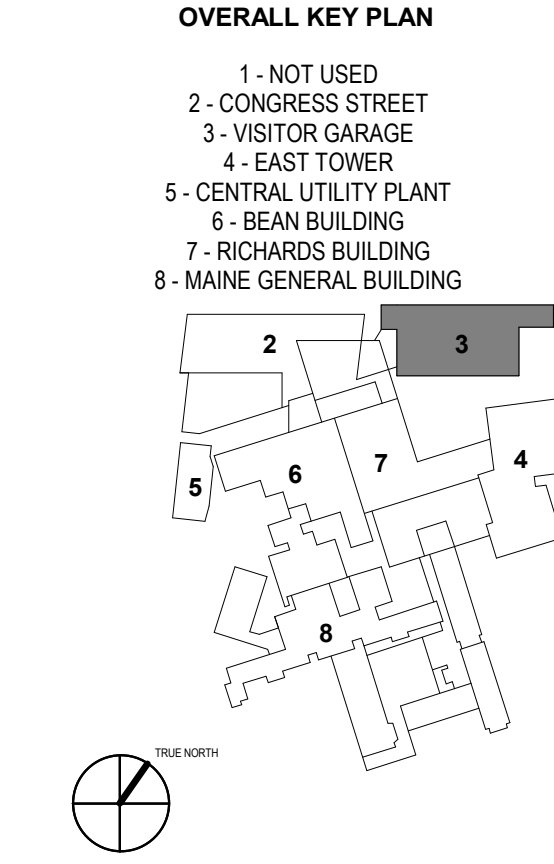 OVERALL KEY PLAN
1 - NOT USED
2 - CONGRESS STREET
3 - VISITOR GARAGE
4 - EAST TOWER
5 - CENTRAL UTILITY PLANT
6 - BEAN BUILDING
7 - RICHARDS BUILDING
8 - MAINE GENERAL BUILDING
2
3
7
4
6
5
8
TRUE NORTH